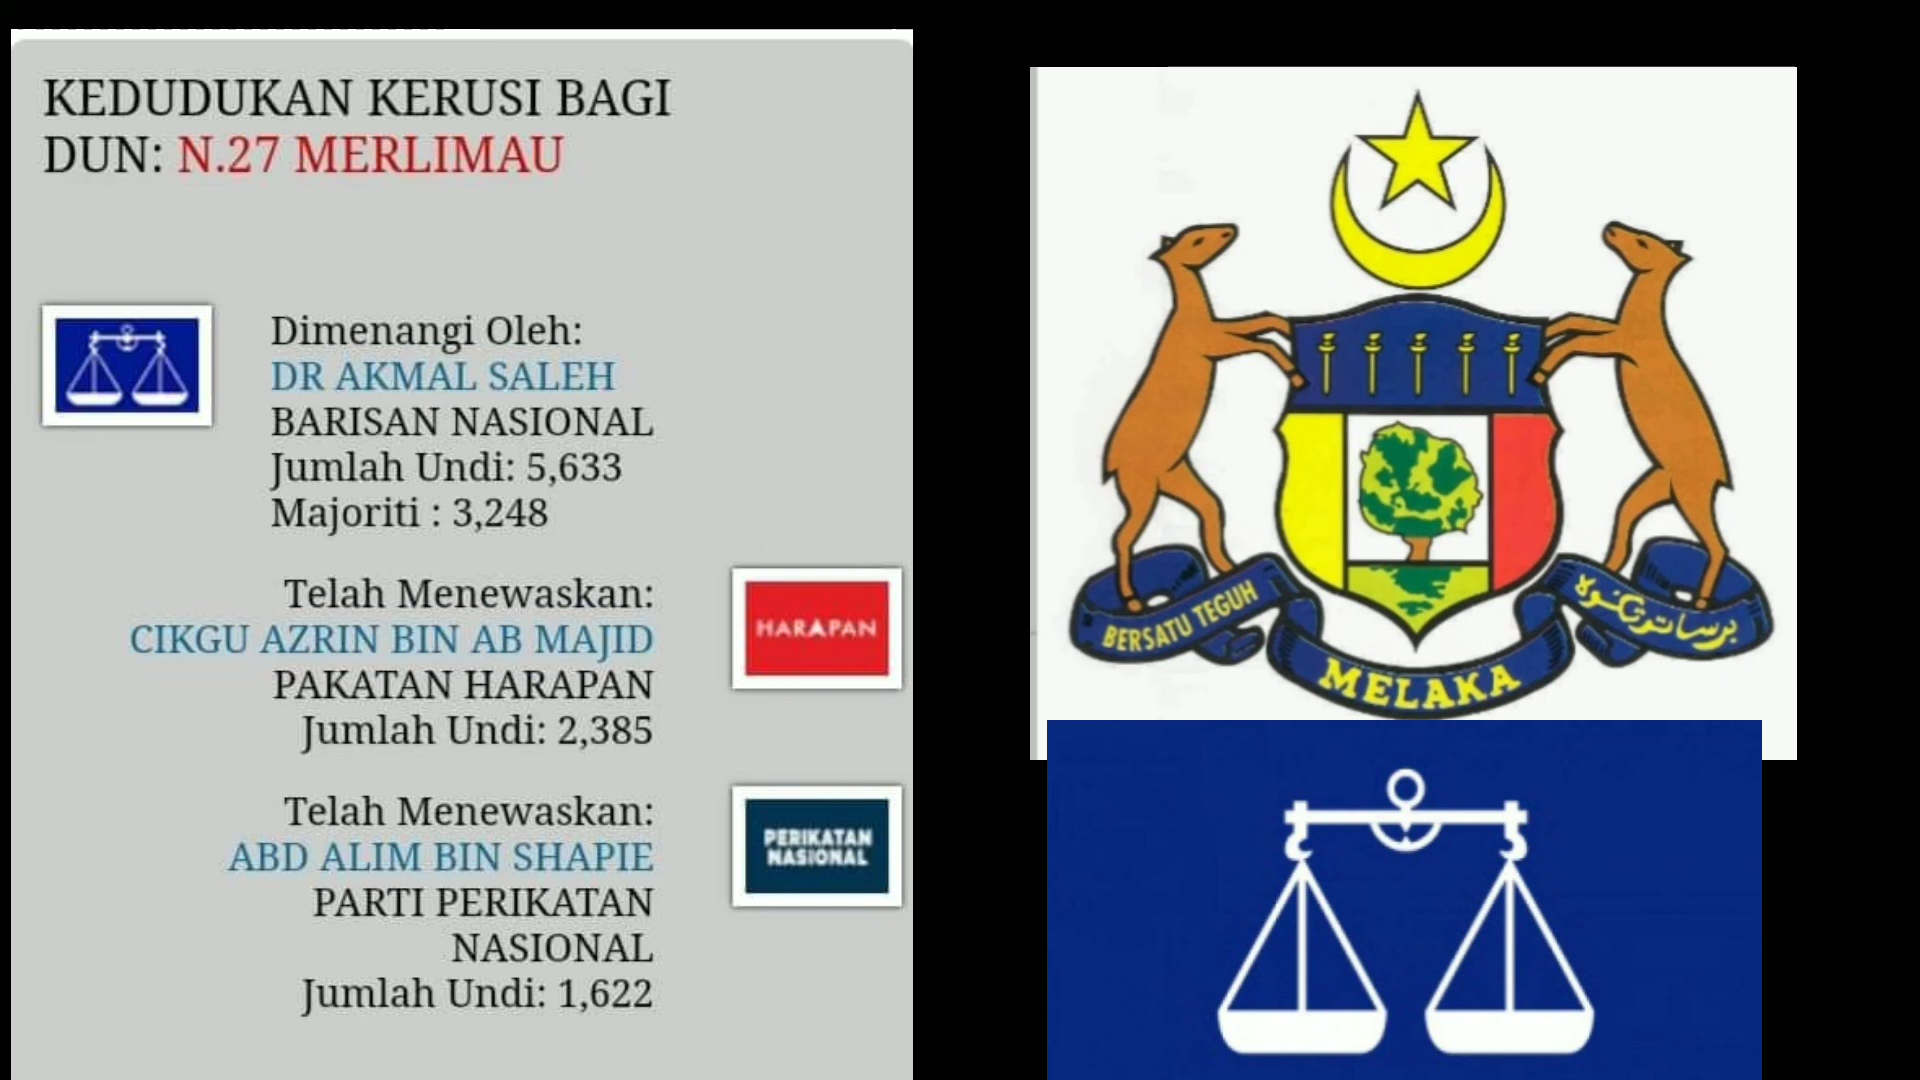 KEDUDUKAN KERUSI BAGI
DUN: N.27 MERLIMAU
Dimenangi Oleh:
DR AKMAL SALEH
BARISAN NASIONAL
Jumlah Undi: 5,633
Majoriti : 3,248
Telah Menewaskan:
CIKGU AZRIN BIN AB MAJID
PAKATAN HARAPAN
Jumlah Undi: 2,385
HARAPAN
Telah Menewaskan:
ABD ALIM BIN SHAPIE
PARTI PERIKATAN
NASIONAL
Jumlah Undi: 1,622
PERIKATAN
NASIONAL
BERSATU TEGUH
برساتو تڬوه
MELAKA